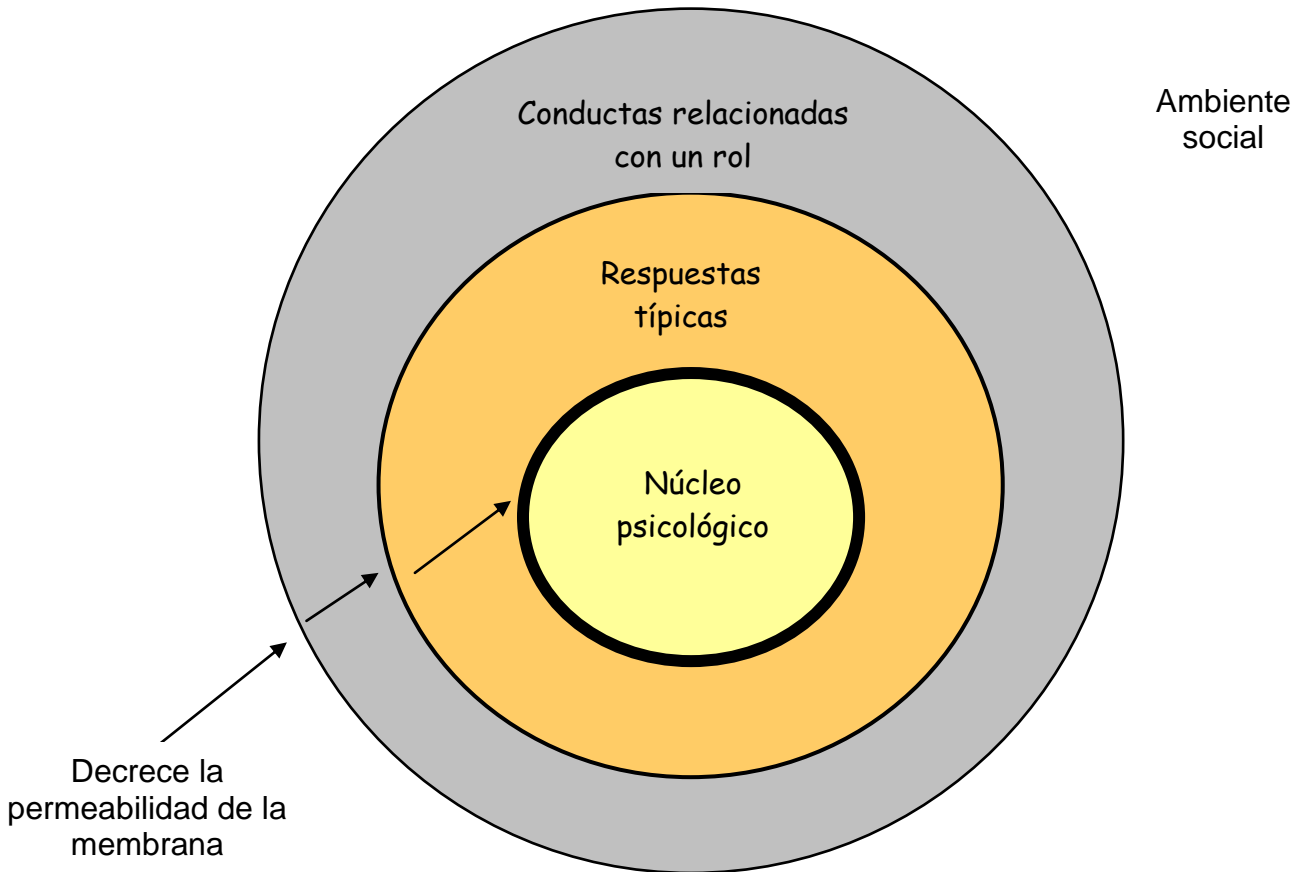 Conductas relacionadas
con un rol
Ambiente
social
Respuestas
típicas
Núcleo
psicológico
Decrece la
permeabilidad de la
membrana